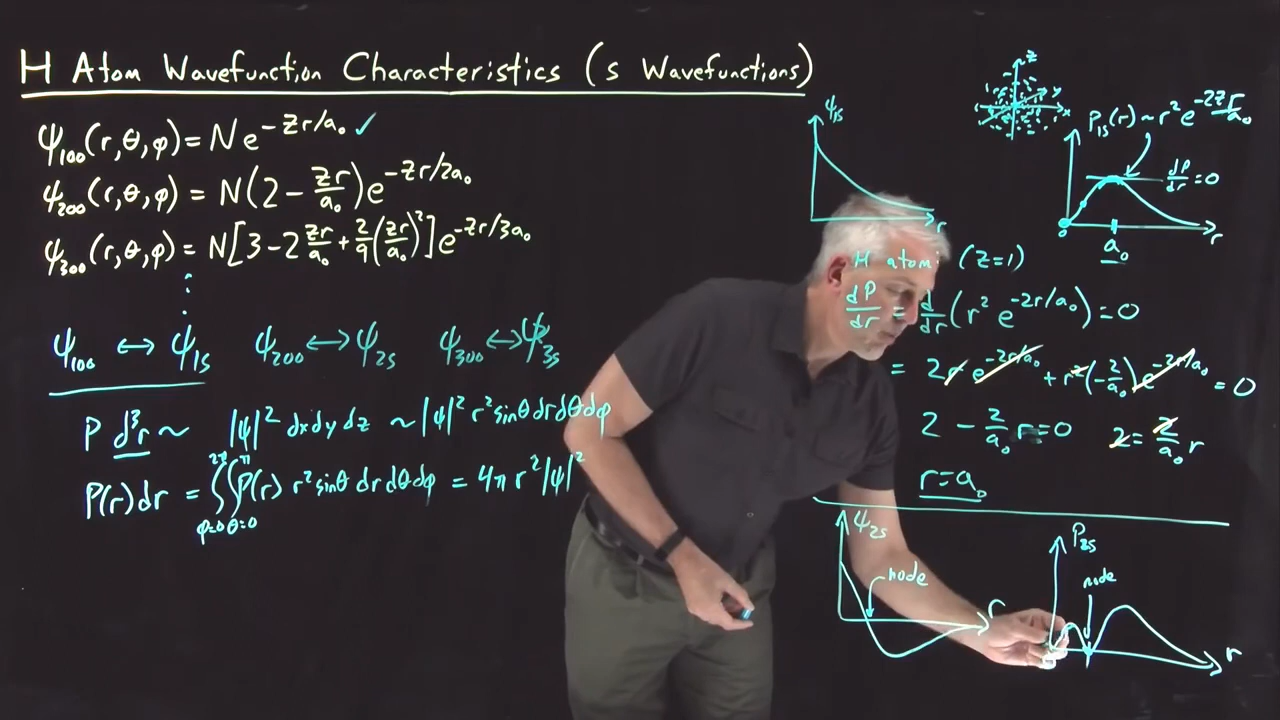 H Atom Wavefunction Characteristics (s Wavefunctions)
ψ₁₀₀(r,θ,φ) = N e^(-Zr/a₀) ✓
ψ₂₀₀(r,θ,φ) = N(2 - Zr/a₀)e^(-Zr/2a₀)
ψ₃₀₀(r,θ,φ) = N[3 - 2 Zr/a₀ + 2/9 (Zr/a₀)²]e^(-Zr/3a₀)
⋮
ψ₁₀₀ ↔ ψ₁s ψ₂₀₀ ↔ ψ₂s ψ₃₀₀ ↔ ψ₃s
P d³r ~ |ψ|² dx dy dz ~ |ψ|² r² sinθ dr dθ dφ
P(r)dr = ∫_(φ=0)^(2π) ∫_(θ=0)^(π) P(r) r² sinθ dr dθ dφ = 4π r² |ψ|²
ψ₁s
r
z
y
x
P₁s(r) ~ r² e^(-2Zr/a₀)
dP/dr = 0
0
a₀
r
H atom: (Z=1)
dP/dr = d/dr (r² e^(-2r/a₀)) = 0
= 2r e^(-2r/a₀) + r² (-2/a₀) e^(-2r/a₀) = 0
2 - 2/a₀ r = 0 2 = 2/a₀ r
r = a₀
ψ₂s
node
r
P₂s
node
r